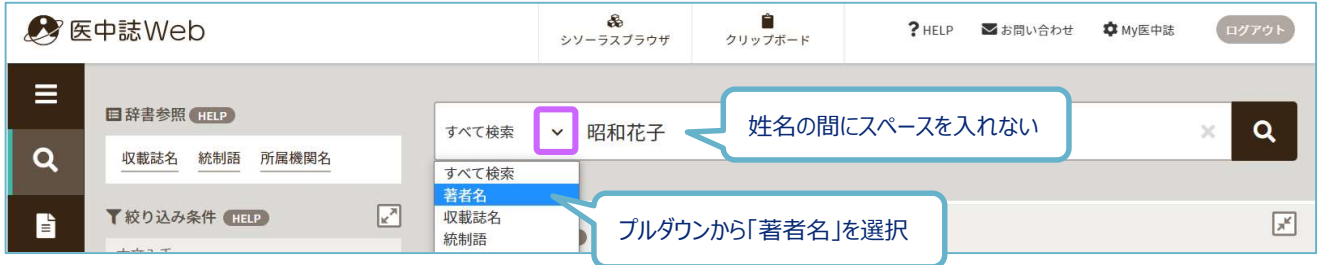 医中誌Web
シソーラスブラウザ
クリップボード
? HELP
お問い合わせ
My医中誌
ログアウト
辞書参照 HELP
収載誌名 統制語 所属機関名
すべて検索
昭和花子
姓名の間にスペースを入れない
すべて検索
著者名
収載誌名
統制語
プルダウンから「著者名」を選択
絞り込み条件 HELP